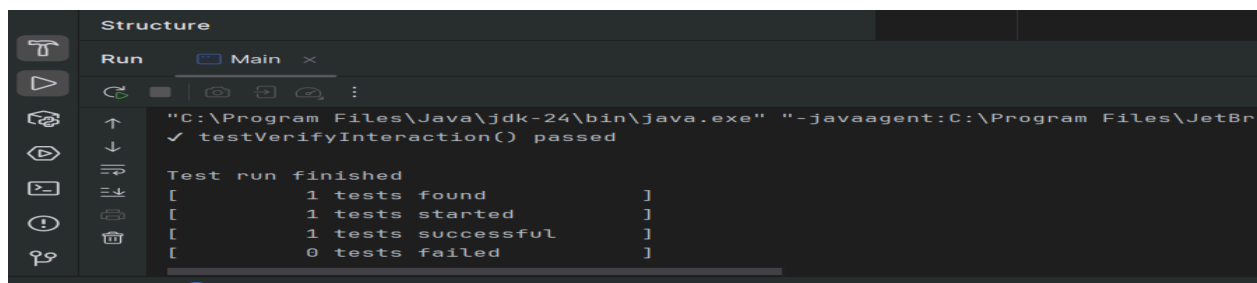 Structure
Run Main
"C:\Program Files\Java\jdk-24\bin\java.exe" "-javaagent:C:\Program Files\JetBr
✓ testVerifyInteraction() passed
Test run finished
[ 1 tests found ]
[ 1 tests started ]
[ 1 tests successful ]
[ 0 tests failed ]